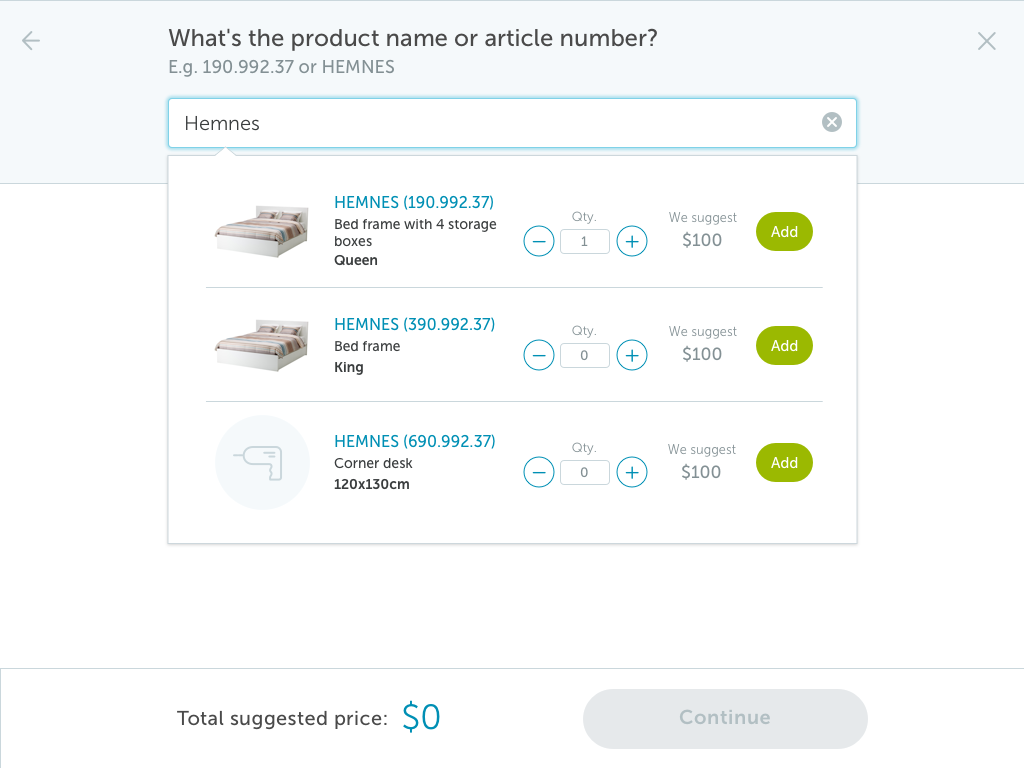 What's the product name or article number?
E.g. 190.992.37 or HEMNES
Hemnes
HEMNES (190.992.37)
Bed frame with 4 storage
boxes
Queen
Qty.
1
We suggest
$100
Add
HEMNES (390.992.37)
Bed frame
King
Qty.
0
We suggest
$100
Add
HEMNES (690.992.37)
Corner desk
120x130cm
Qty.
0
We suggest
$100
Add
Total suggested price: $0
Continue